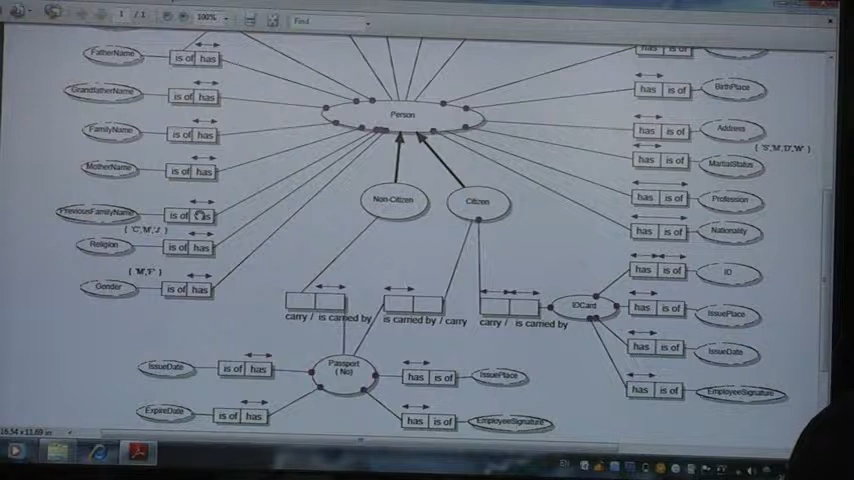 1 / 1
100%
Find
FatherName
is of has
GrandfatherName
is of has
FamilyName
is of has
MotherName
is of has
PreviousFamilyName
is of has
{ 'C','M','J' }
Religion
is of has
{ 'M','F' }
Gender
is of has
Person
Non-Citizen
Citizen
has is of
has is of
BirthPlace
has is of
Address
{ 'S','M','D','W' }
has is of
MartialStatus
has is of
Profession
has is of
Nationality
has is of
ID
has is of
IssuePlace
has is of
IssueDate
has is of
EmployeeSignature
IDCard
carry / is carried by
is carried by / carry
carry / is carried by
Passport
( No)
IssueDate
is of has
ExpireDate
is of has
has is of
IssuePlace
has is of
EmployeeSignature
16.54 x 11.69 in